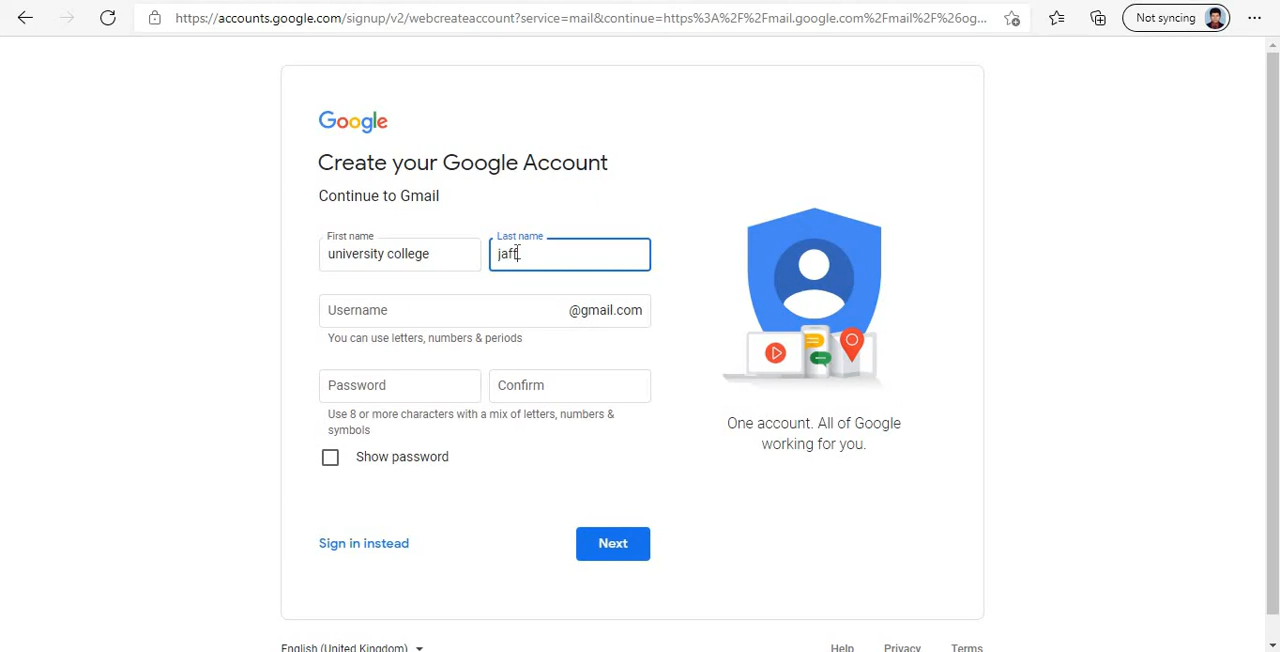 https://accounts.google.com/signup/v2/webcreateaccount?service=mail&continue=https%3A%2F%2Fmail.google.com%2Fmail%2F%26og...
Not syncing
Google
Create your Google Account
Continue to Gmail
First name
Last name
university college
jaff
Username
@gmail.com
You can use letters, numbers & periods
Password
Confirm
Use 8 or more characters with a mix of letters, numbers &
symbols
Show password
Sign in instead
Next
One account. All of Google
working for you.
English (United Kingdom)
Help
Privacy
Terms